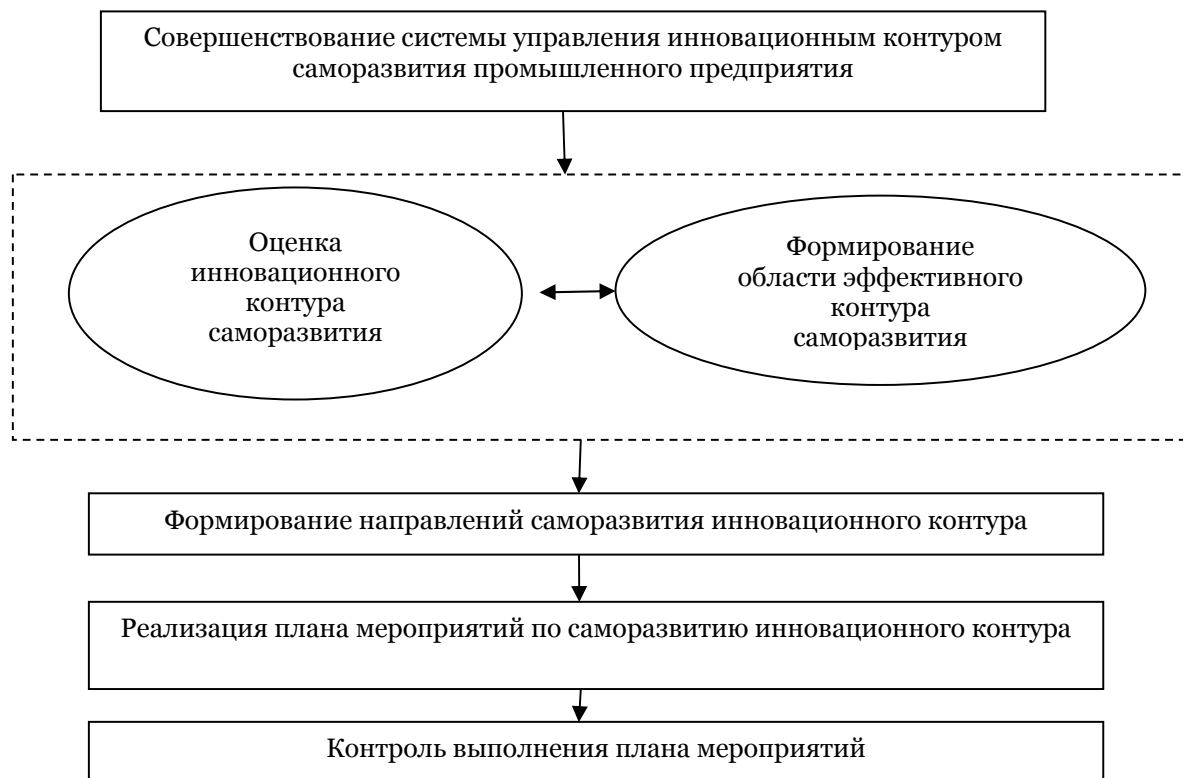 Совершенствование системы управления инновационным контуром
саморазвития промышленного предприятия
Оценка
инновационного
контура
саморазвития
Формирование
области эффективного
контура
саморазвития
Формирование направлений саморазвития инновационного контура
Реализация плана мероприятий по саморазвитию инновационного контура
Контроль выполнения плана мероприятий